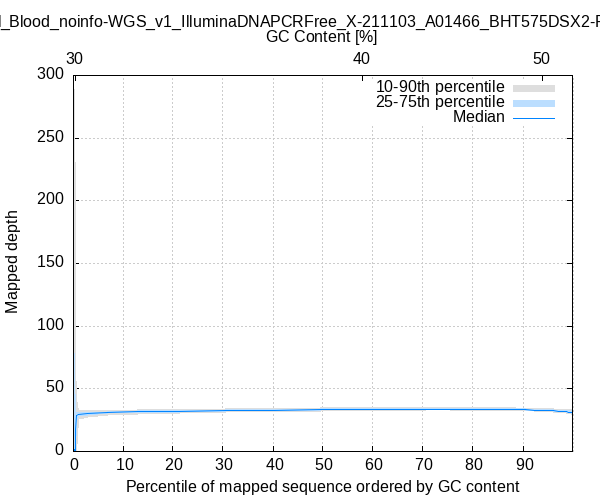 _Blood_noinfo-WGS_v1_IlluminaDNAPCRFree_X-211103_A01466_BHT575DSX2-
GC Content [%]
30 40 50
300
10-90th percentile
25-75th percentile
Median
250
200
150
100
50
0
Mapped depth
0 10 20 30 40 50 60 70 80 90
Percentile of mapped sequence ordered by GC content